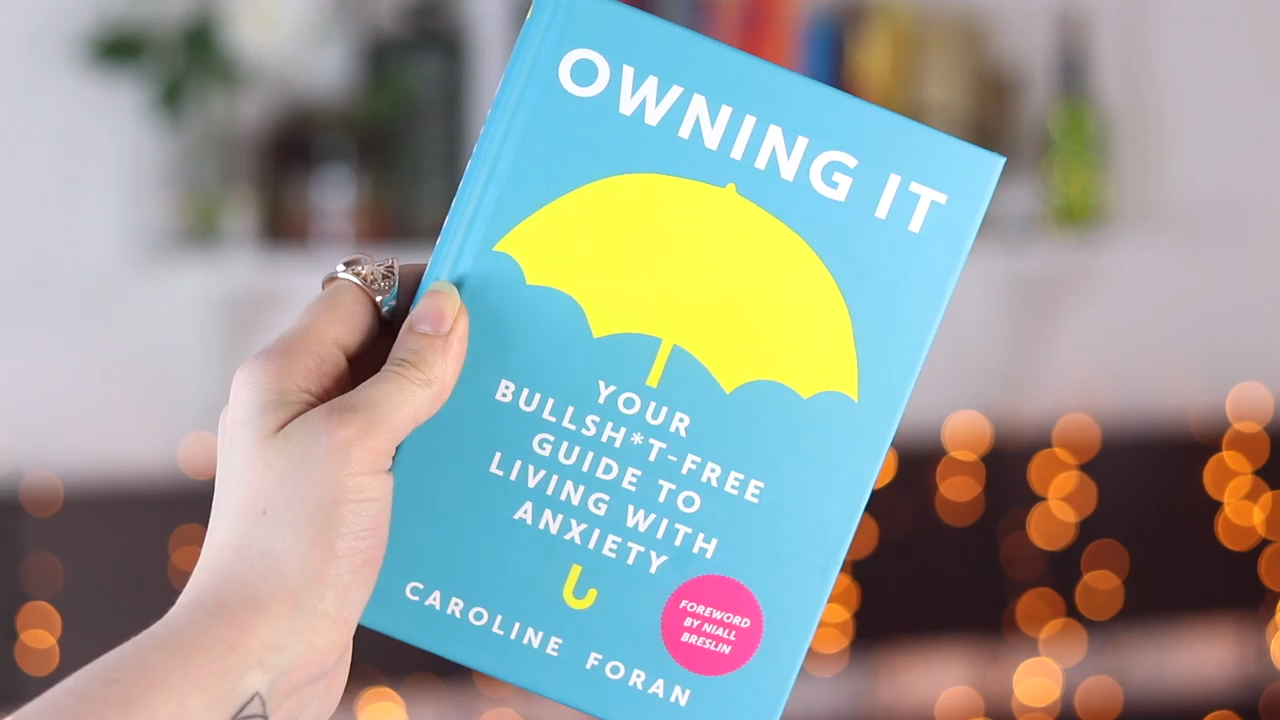 OWNING IT
YOUR
BULLSH*T-FREE
GUIDE TO
LIVING WITH
ANXIETY
CAROLINE FORAN
FOREWORD
BY NIALL
BRESLIN